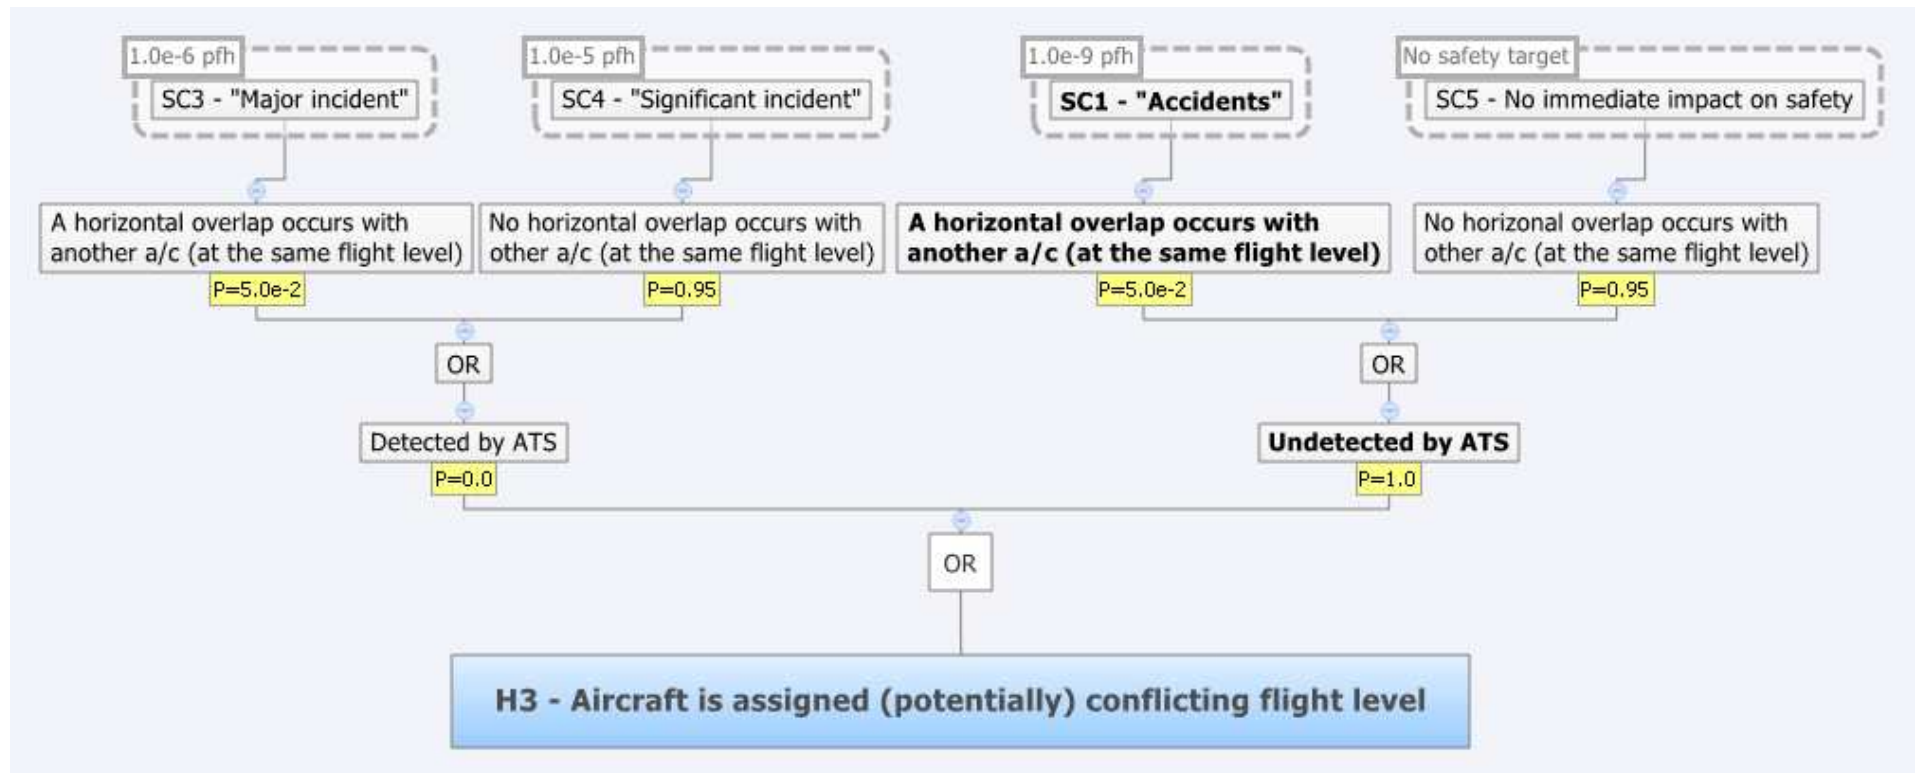 1.0e-6 pfh
SC3 - "Major incident"
1.0e-5 pfh
SC4 - "Significant incident"
1.0e-9 pfh
SC1 - "Accidents"
No safety target
SC5 - No immediate impact on safety
A horizontal overlap occurs with
another a/c (at the same flight level)
P=5.0e-2
No horizontal overlap occurs with
other a/c (at the same flight level)
P=0.95
A horizontal overlap occurs with
another a/c (at the same flight level)
P=5.0e-2
No horizonal overlap occurs with
other a/c (at the same flight level)
P=0.95
OR
OR
Detected by ATS
P=0.0
Undetected by ATS
P=1.0
OR
H3 - Aircraft is assigned (potentially) conflicting flight level